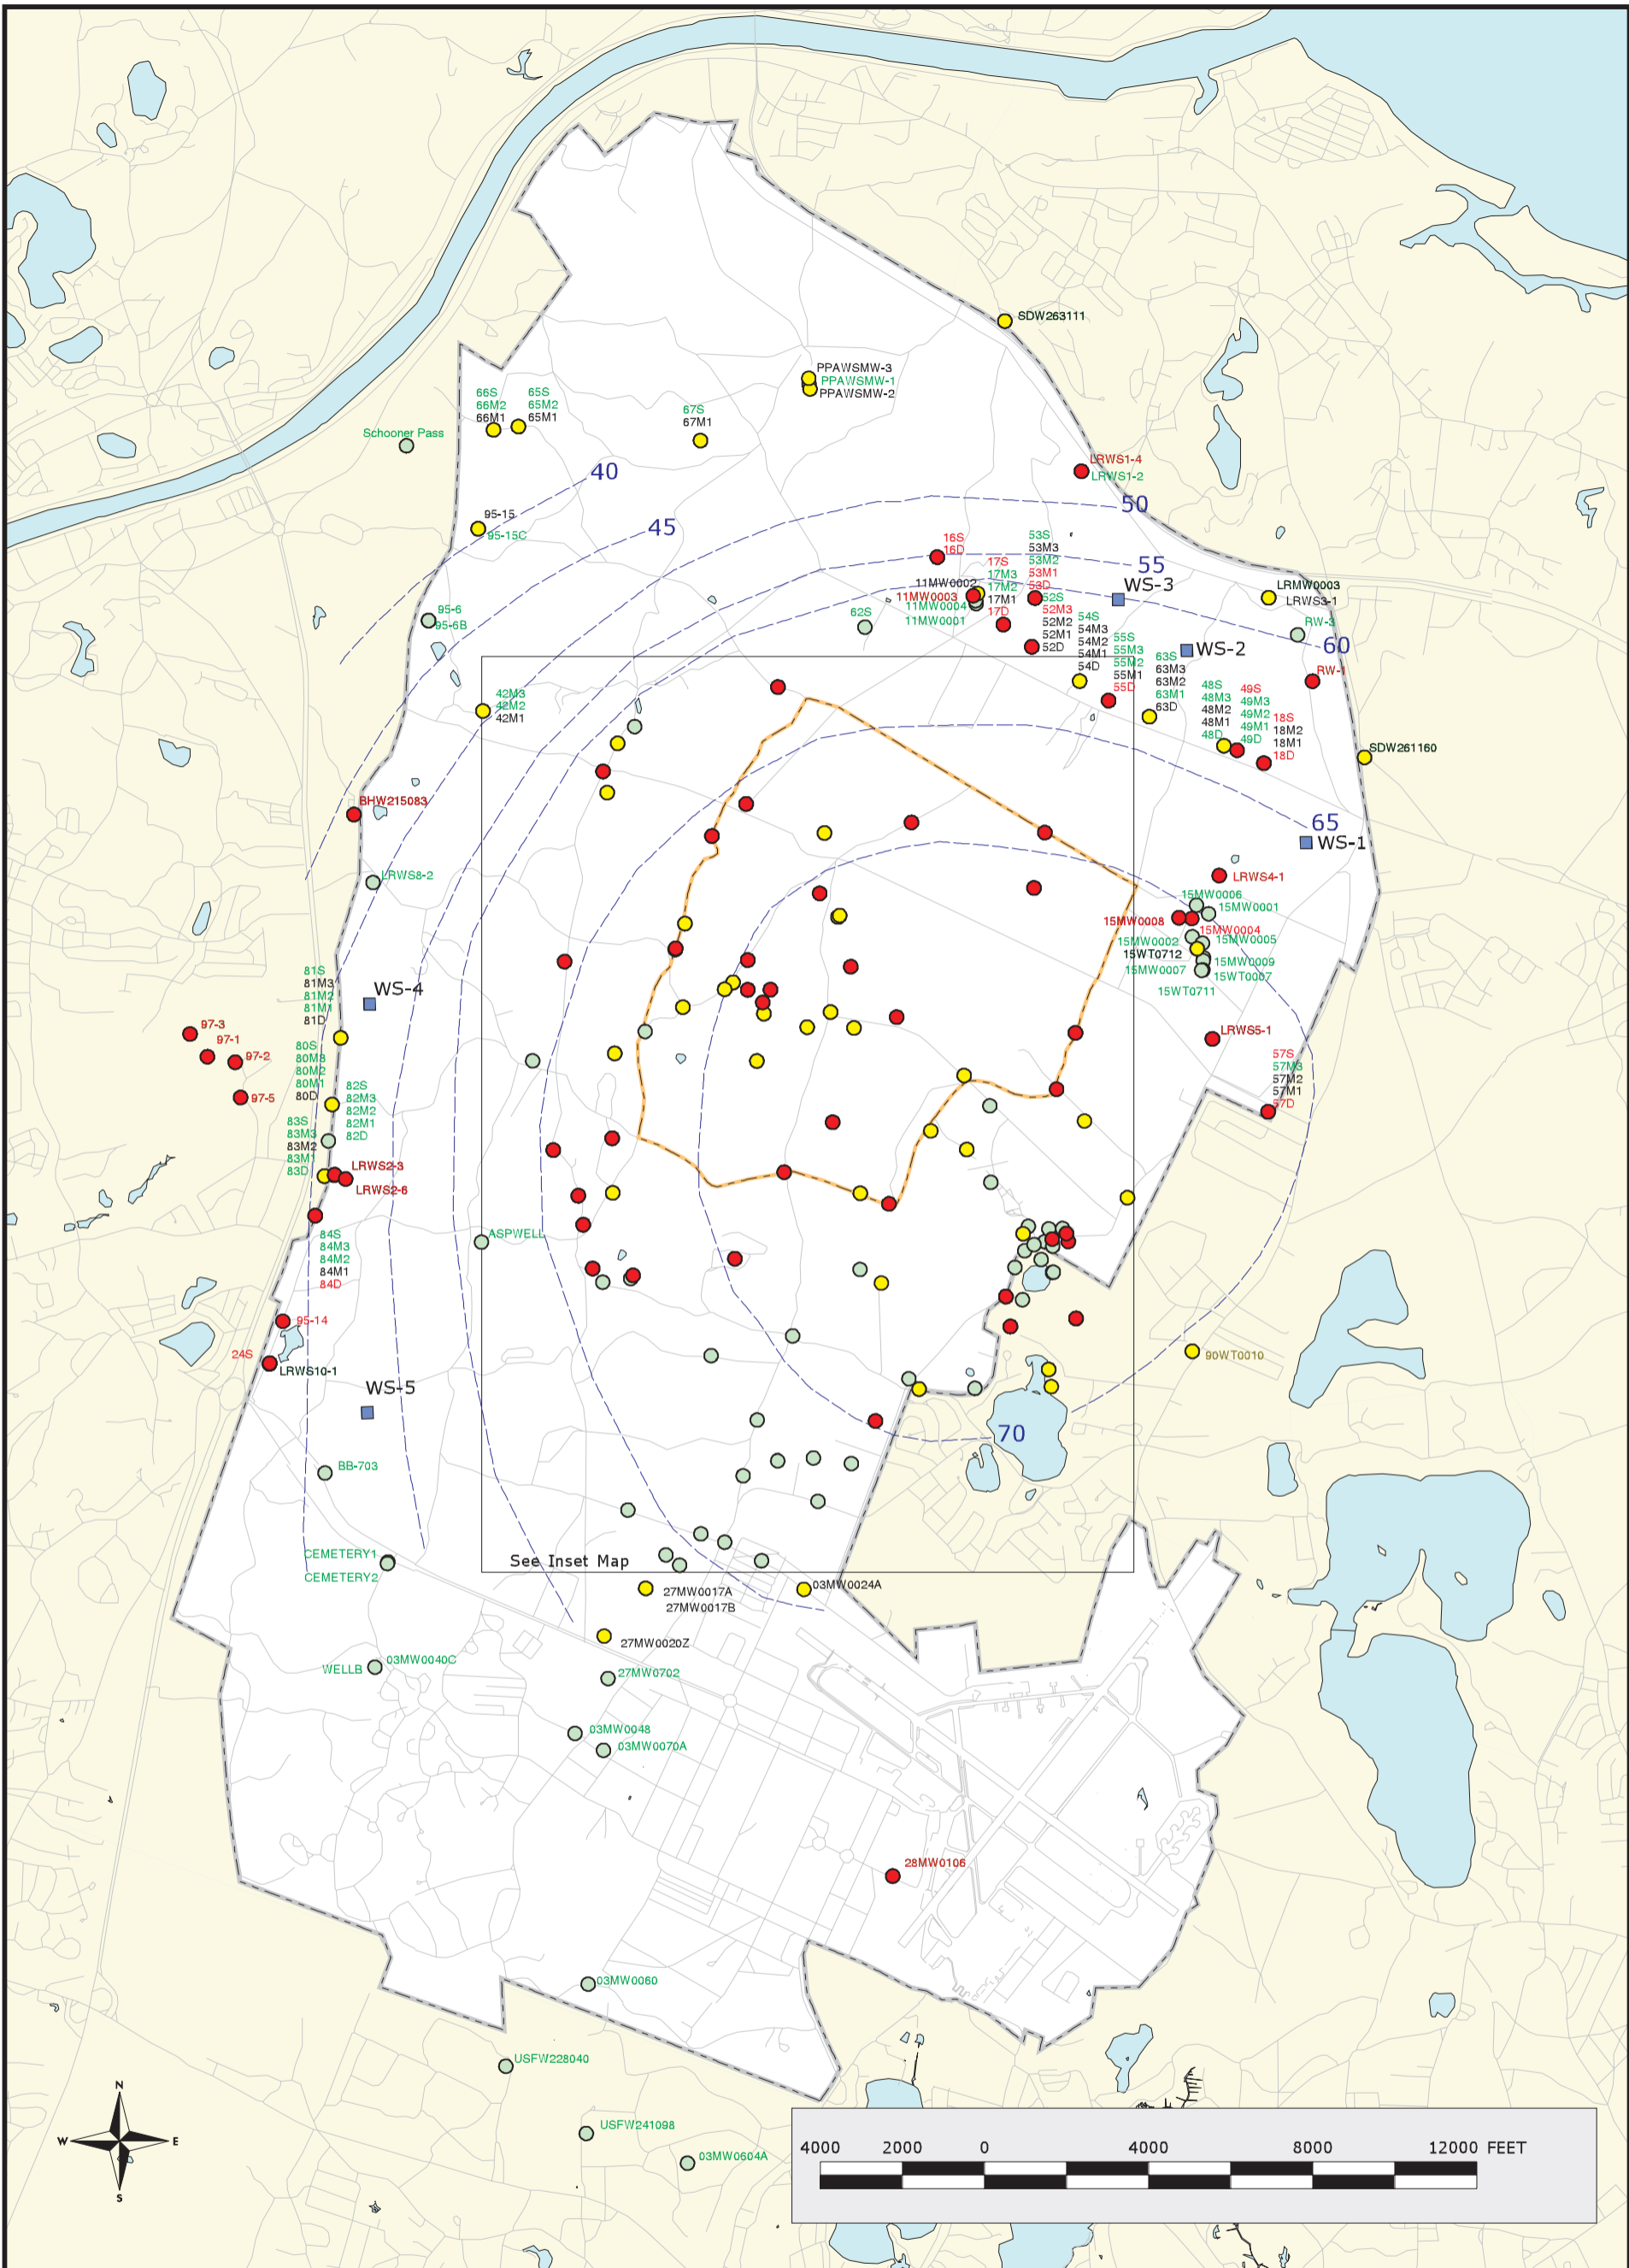 SDW263111
PPAWSMW-3
PPAWSMW-1
PPAWSMW-2
66S
66M2
66M1
65S
65M2
65M1
67S
67M1
Schooner Pass
LRWS1-4
LRWS1-2
40
45
50
55
60
65
70
95-15
95-15C
16S
16D
17S
17M3
17M2
17M1
17D
53S
53M3
53M2
53M1
53D
52S
52M3
52M2
52M1
52D
WS-3
11MW0002
11MW0003
11MW0004
11MW0001
LRMW0003
LRWS3-1
RW-3
95-6
95-6B
62S
54S
54M3
54M2
54M1
54D
55S
55M3
55M2
55M1
55D
WS-2
63S
63M3
63M2
63M1
63D
RW-1
48S
48M3
48M2
48M1
48D
49S
49M3
49M2
49M1
49D
18S
18M2
18M1
18D
42M3
42M2
42M1
SDW261160
BHW215083
WS-1
LRWS8-2
LRWS4-1
15MW0006
15MW0001
15MW0008
15MW0004
15MW0002
15MW0005
15WT0712
15MW0009
15MW0007
15WT0007
15WT0711
81S
81M3
81M2
81M1
81D
WS-4
97-3
97-1
97-2
97-5
LRWS5-1
80S
80M3
80M2
80M1
80D
82S
82M3
82M2
82M1
82D
57S
57M3
57M2
57M1
57D
83S
83M3
83M2
83M1
83D
LRWS2-3
LRWS2-6
ASPWELL
84S
84M3
84M2
84M1
84D
95-14
24S
LRWS10-1
90WT0010
WS-5
BB-703
CEMETERY1
CEMETERY2
See Inset Map
27MW0017A
27MW0017B
03MW0024A
27MW0020Z
WELLB
03MW0040C
27MW0702
03MW0048
03MW0070A
28MW0106
03MW0060
USFW228040
USFW241098
03MW0604A
N
W
E
S
4000 2000 0 4000 8000 12000 FEET